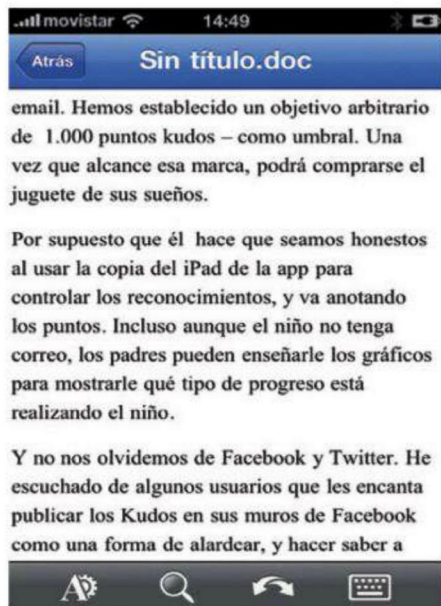 movistar 14:49
Atrás Sin título.doc
email. Hemos establecido un objetivo arbitrario
de 1.000 puntos kudos – como umbral. Una
vez que alcance esa marca, podrá comprarse el
juguete de sus sueños.
Por supuesto que él hace que seamos honestos
al usar la copia del iPad de la app para
controlar los reconocimientos, y va anotando
los puntos. Incluso aunque el niño no tenga
correo, los padres pueden enseñarle los gráficos
para mostrarle qué tipo de progreso está
realizando el niño.
Y no nos olvidemos de Facebook y Twitter. He
escuchado de algunos usuarios que les encanta
publicar los Kudos en sus muros de Facebook
como una forma de alardear, y hacer saber a